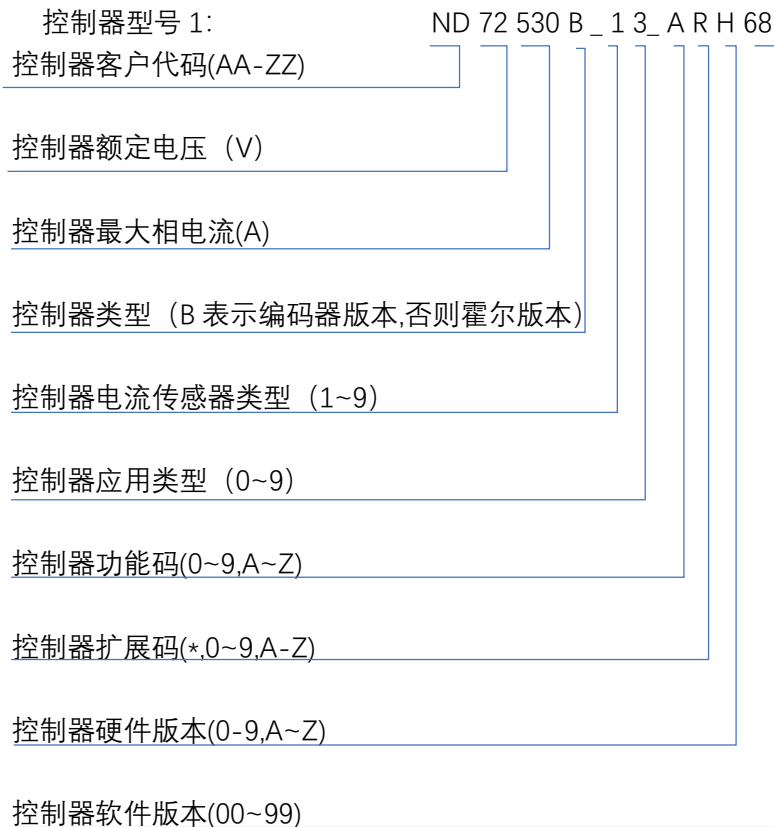 控制器型号 1: ND 72 530 B _ 1 3_ A R H 68
控制器客户代码(AA-ZZ)
控制器额定电压（V）
控制器最大相电流(A)
控制器类型（B 表示编码器版本,否则霍尔版本）
控制器电流传感器类型（1~9）
控制器应用类型（0~9）
控制器功能码(0~9,A~Z)
控制器扩展码(*,0~9,A-Z)
控制器硬件版本(0-9,A~Z)
控制器软件版本(00~99)